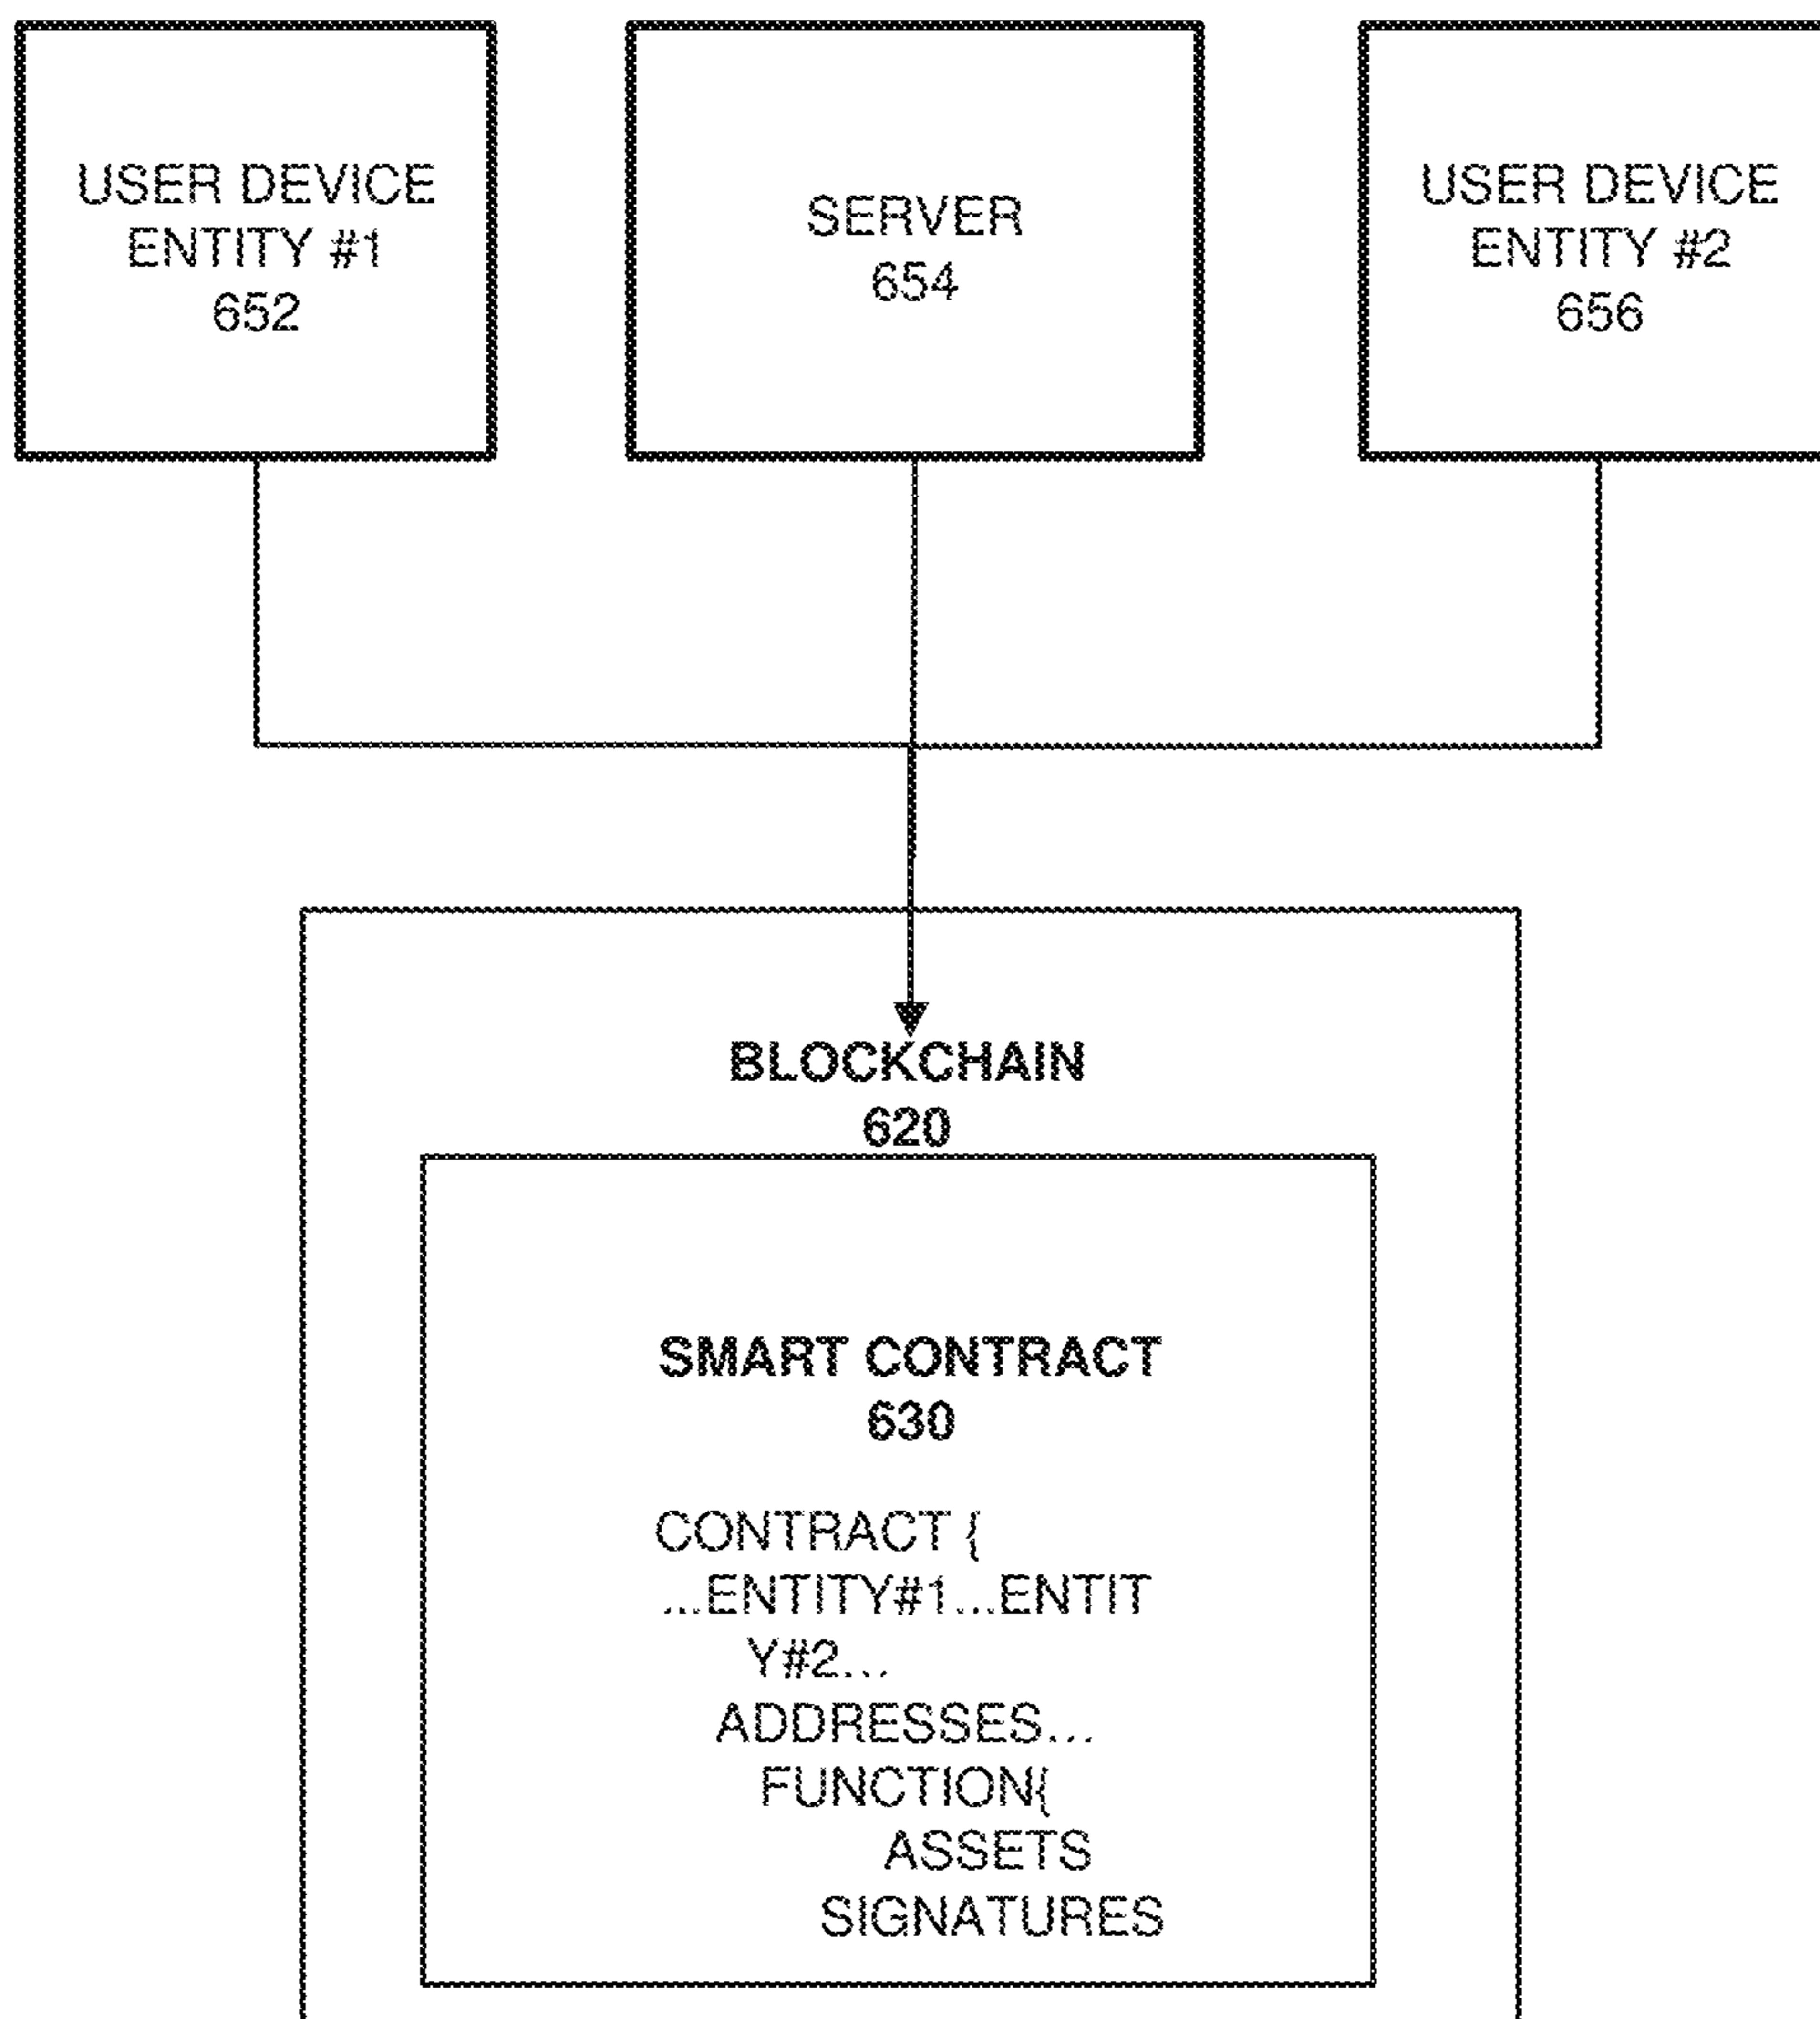 USER DEVICE
ENTITY #1
652
SERVER
654
USER DEVICE
ENTITY #2
656
BLOCKCHAIN
620
SMART CONTRACT
630
CONTRACT {
...ENTITY#1...ENTIT
Y#2...
ADDRESSES...
FUNCTION{
ASSETS
SIGNATURES